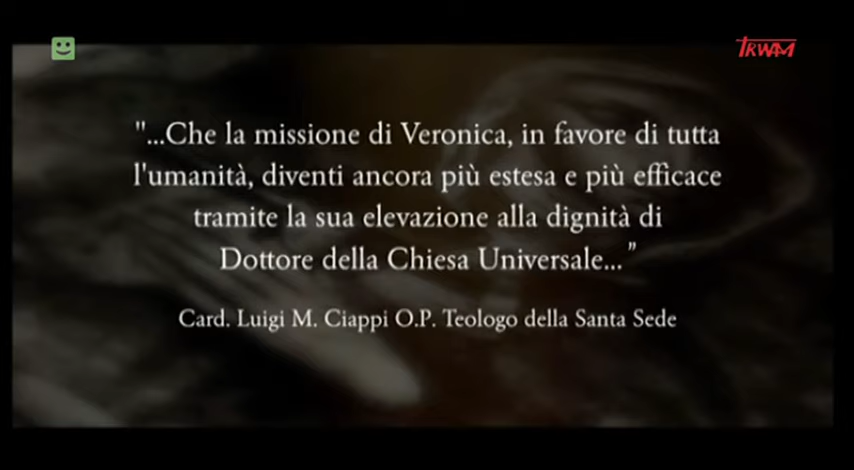 TRWAM
"...Che la missione di Veronica, in favore di tutta
l'umanità, diventi ancora più estesa e più efficace
tramite la sua elevazione alla dignità di
Dottore della Chiesa Universale..."
Card. Luigi M. Ciappi O.P. Teologo della Santa Sede